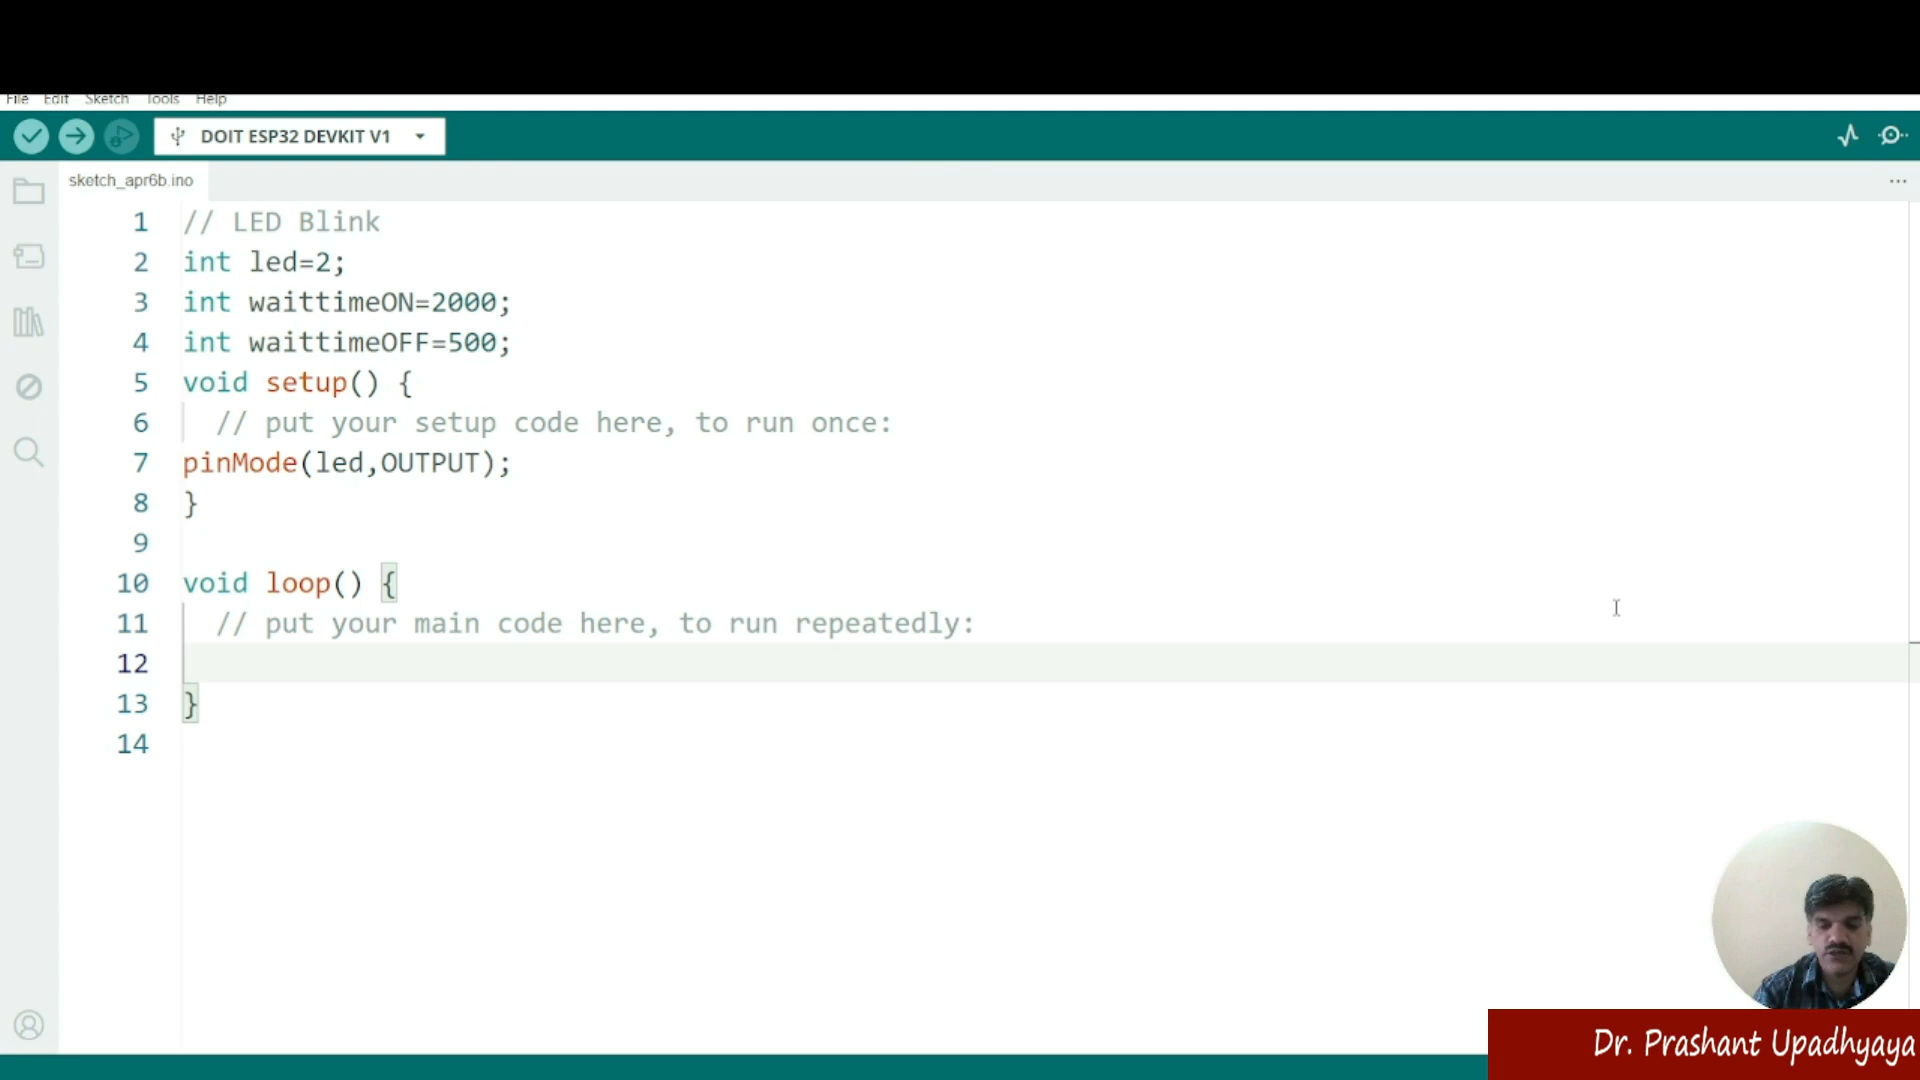 File Edit Sketch Tools Help
DOIT ESP32 DEVKIT V1
sketch_apr6b.ino
...
1 // LED Blink
2 int led=2;
3 int waittimeON=2000;
4 int waittimeOFF=500;
5 void setup() {
6 // put your setup code here, to run once:
7 pinMode(led,OUTPUT);
8 }
9
10 void loop() {
11 // put your main code here, to run repeatedly:
12
13 }
14
Dr. Prashant Upadhyaya